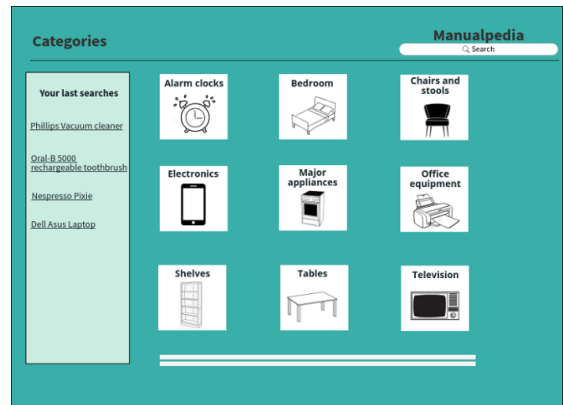 Categories
Manualpedia
Search
Your last searches
Phillips Vacuum cleaner
Oral-B 5000
rechargeable toothbrush
Nespresso Pixie
Dell Asus Laptop
Alarm clocks
Bedroom
Chairs and
stools
Electronics
Major
appliances
Office
equipment
Shelves
Tables
Television